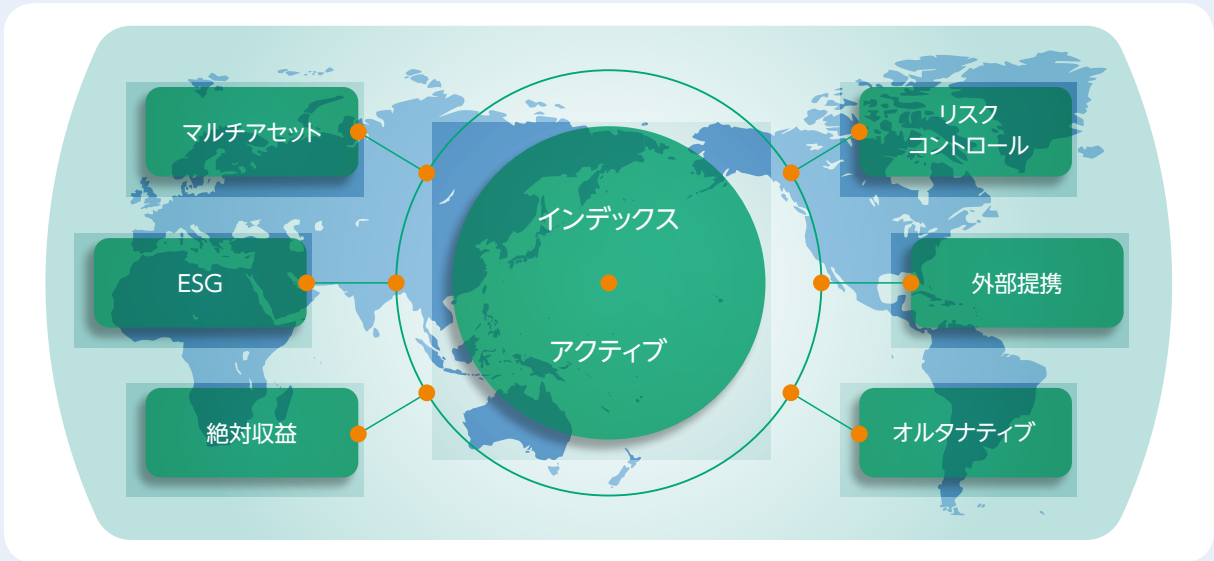 マルチアセット
ESG
絶対収益
インデックス
アクティブ
リスク
コントロール
外部提携
オルタナティブ